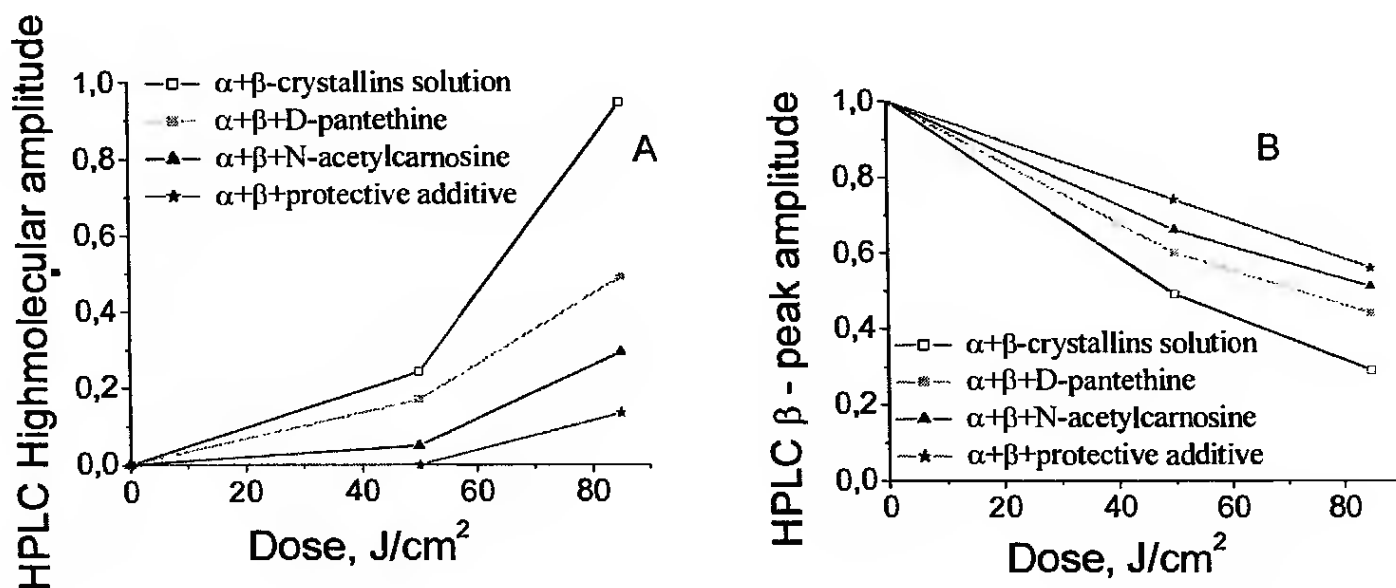 HPLC Highmolecular amplitude
1,0
0,8
0,6
0,4
0,2
0,0
α+β-crystallins solution
α+β+D-pantethine
α+β+N-acetylcarnosine
α+β+protective additive
A
0 20 40 60 80
Dose, J/cm²
HPLC β - peak amplitude
1,0
0,8
0,6
0,4
0,2
0,0
B
α+β-crystallins solution
α+β+D-pantethine
α+β+N-acetylcarnosine
α+β+protective additive
0 20 40 60 80
Dose, J/cm²